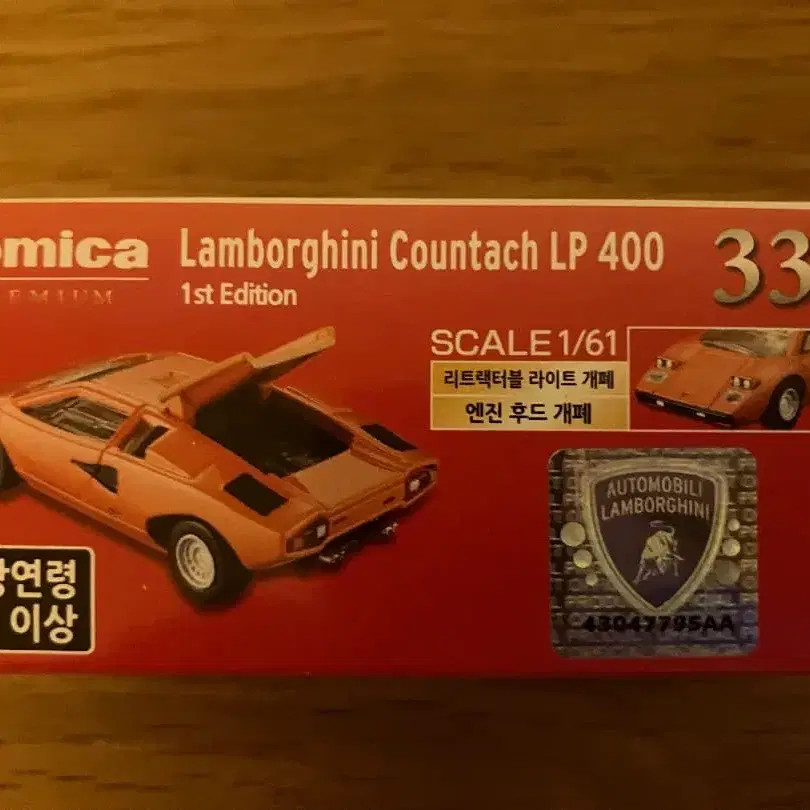 omica
EMIUM
Lamborghini Countach LP 400
1st Edition
33
SCALE 1/61
리트랙터블 라이트 개폐
엔진 후드 개폐
AUTOMOBILI
LAMBORGHINI
43047795AA
장연령
이상